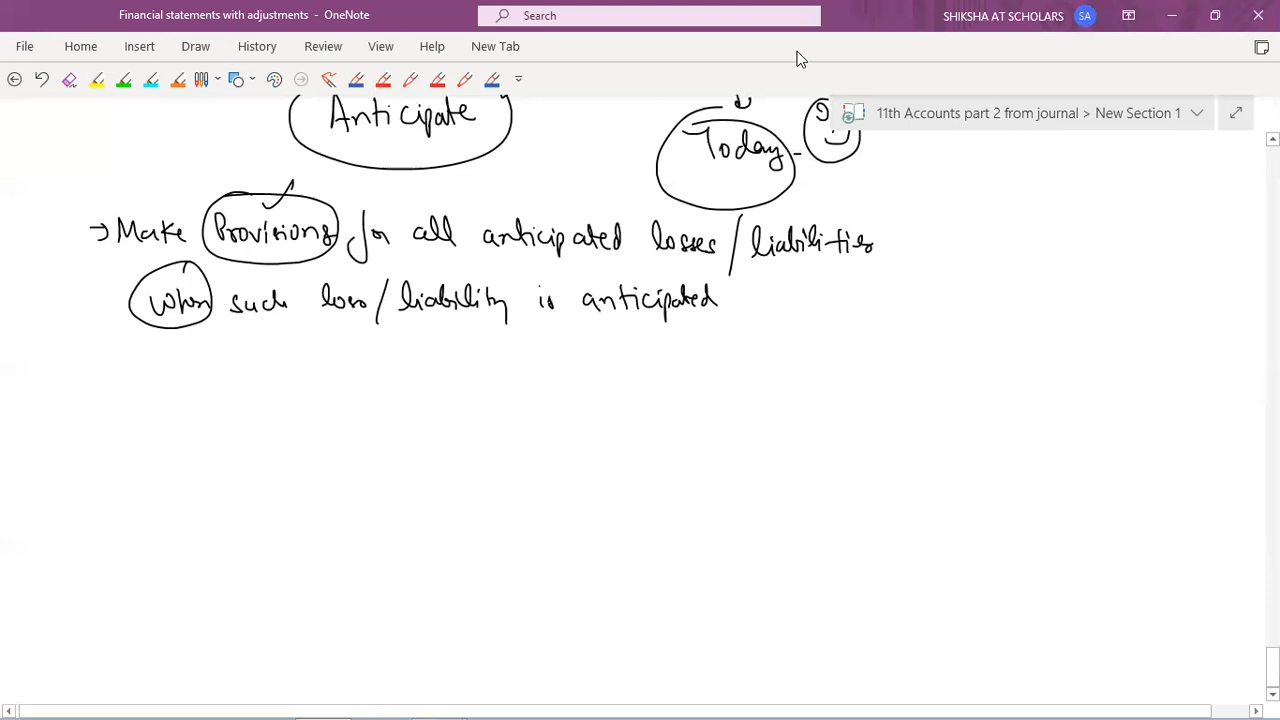 Financial statements with adjustments - OneNote
Search
SHIKSHA AT SCHOLARS SA
File Home Insert Draw History Review View Help New Tab
11th Accounts part 2 from journal > New Section 1
Anticipate
Today
→ Make Provisions for all anticipated losses/liabilities
When such loss/liability is anticipated